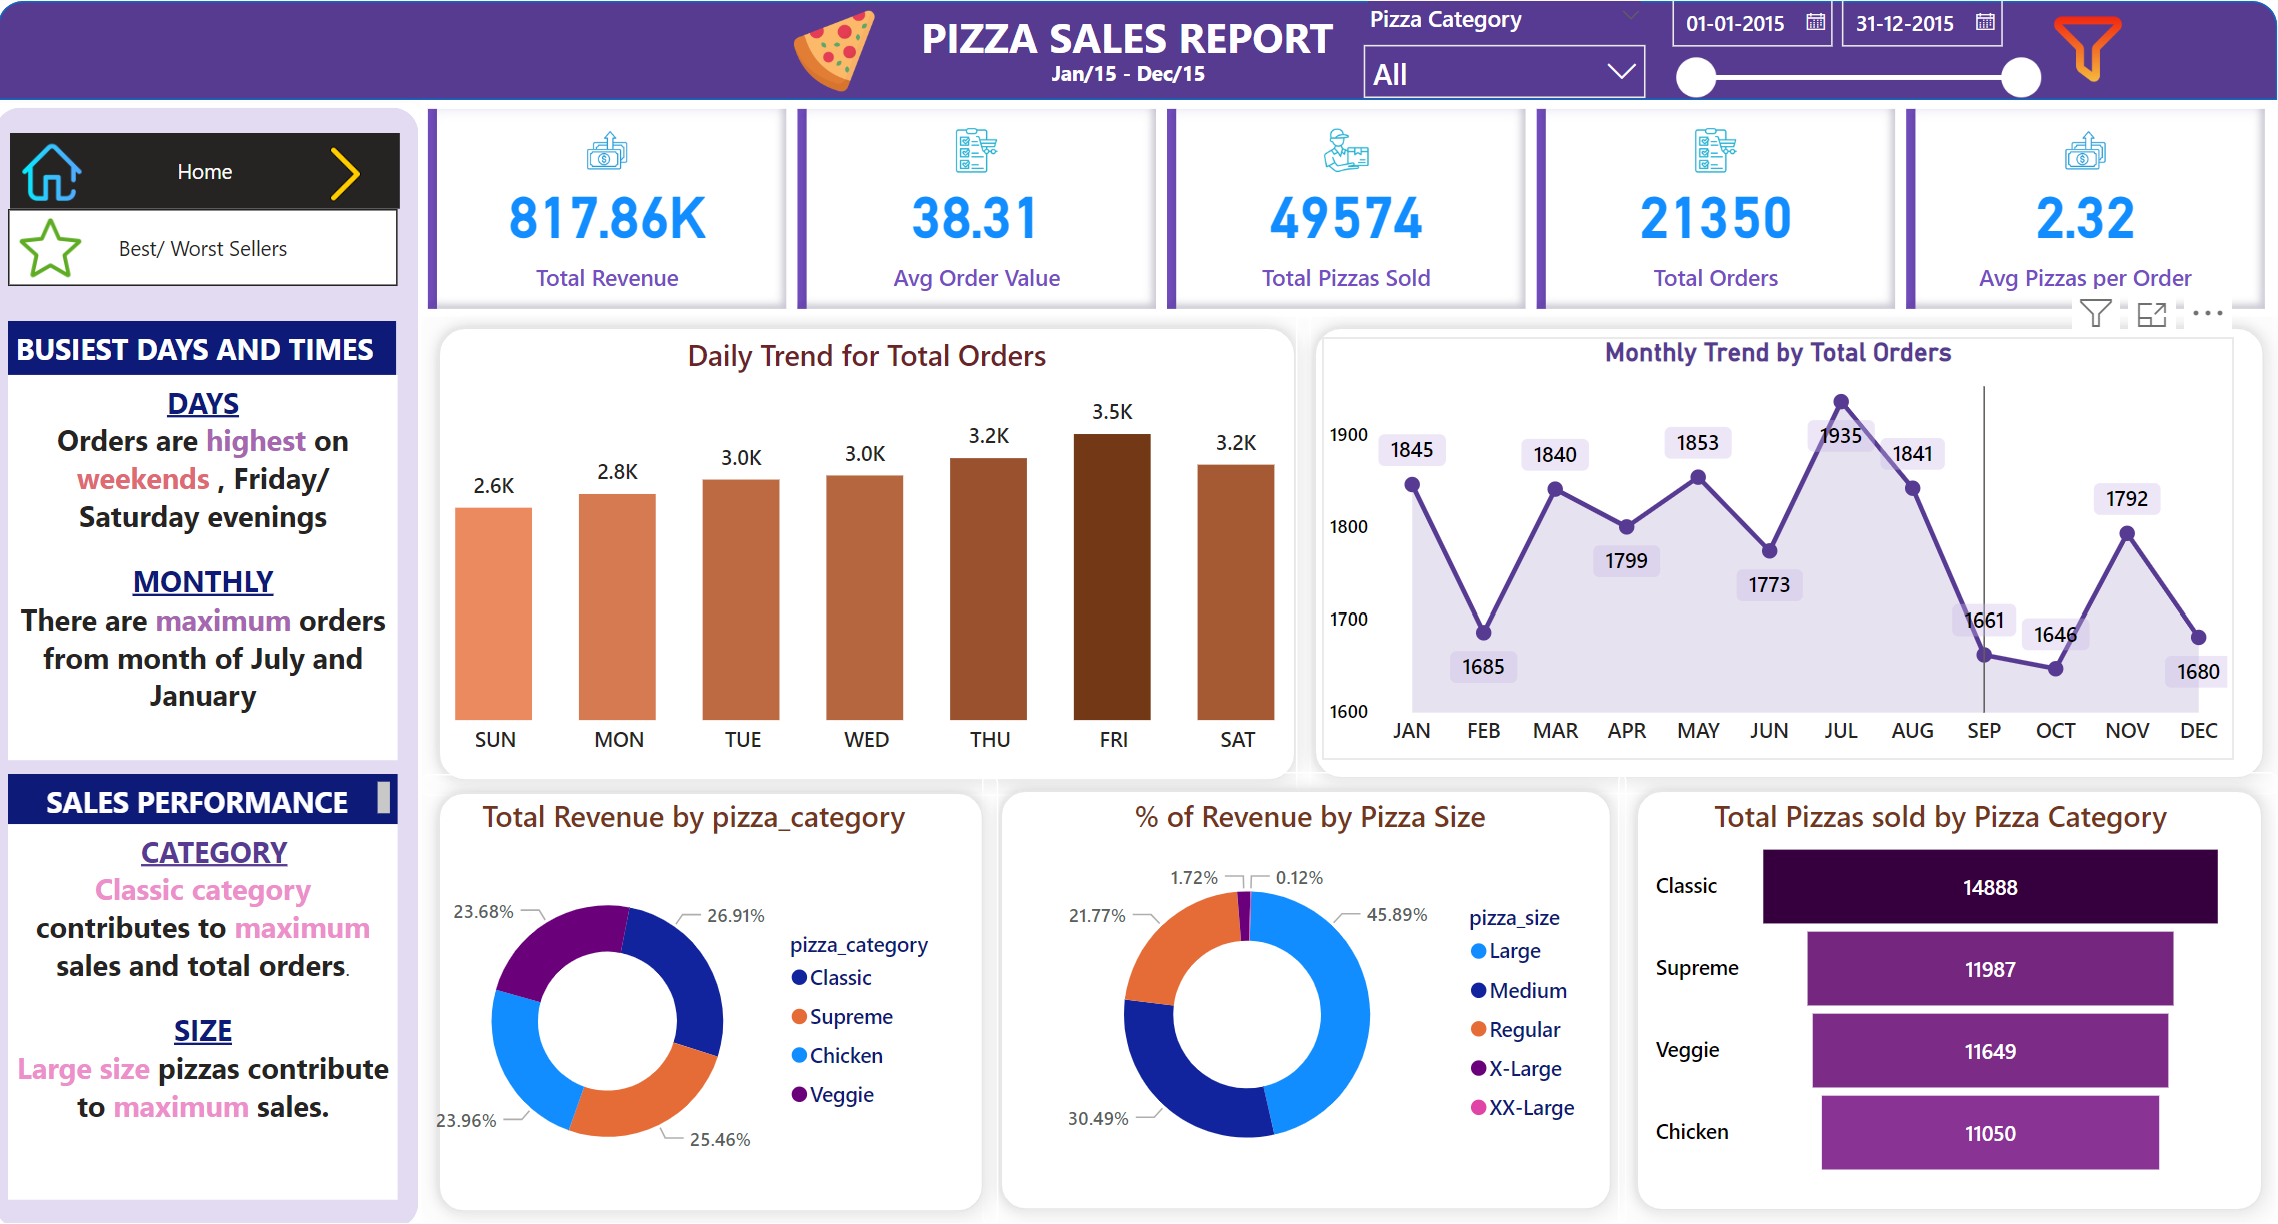 PIZZA SALES REPORT
Jan/15 - Dec/15
Pizza Category
All
01-01-2015
31-12-2015
Home
Best/ Worst Sellers
817.86K
Total Revenue
38.31
Avg Order Value
49574
Total Pizzas Sold
21350
Total Orders
2.32
Avg Pizzas per Order
BUSIEST DAYS AND TIMES
DAYS
Orders are highest on
weekends , Friday/
Saturday evenings
MONTHLY
There are maximum orders
from month of July and
January
SALES PERFORMANCE
CATEGORY
Classic category
contributes to maximum
sales and total orders.
SIZE
Large size pizzas contribute
to maximum sales.
Daily Trend for Total Orders
2.6K
2.8K
3.0K
3.0K
3.2K
3.5K
3.2K
SUN
MON
TUE
WED
THU
FRI
SAT
Monthly Trend by Total Orders
1900
1800
1700
1600
1845
1685
1840
1799
1853
1773
1935
1841
1661
1646
1792
1680
JAN
FEB
MAR
APR
MAY
JUN
JUL
AUG
SEP
OCT
NOV
DEC
Total Revenue by pizza_category
23.68%
26.91%
23.96%
25.46%
pizza_category
Classic
Supreme
Chicken
Veggie
% of Revenue by Pizza Size
1.72%
0.12%
21.77%
45.89%
30.49%
pizza_size
Large
Medium
Regular
X-Large
XX-Large
Total Pizzas sold by Pizza Category
Classic
14888
Supreme
11987
Veggie
11649
Chicken
11050